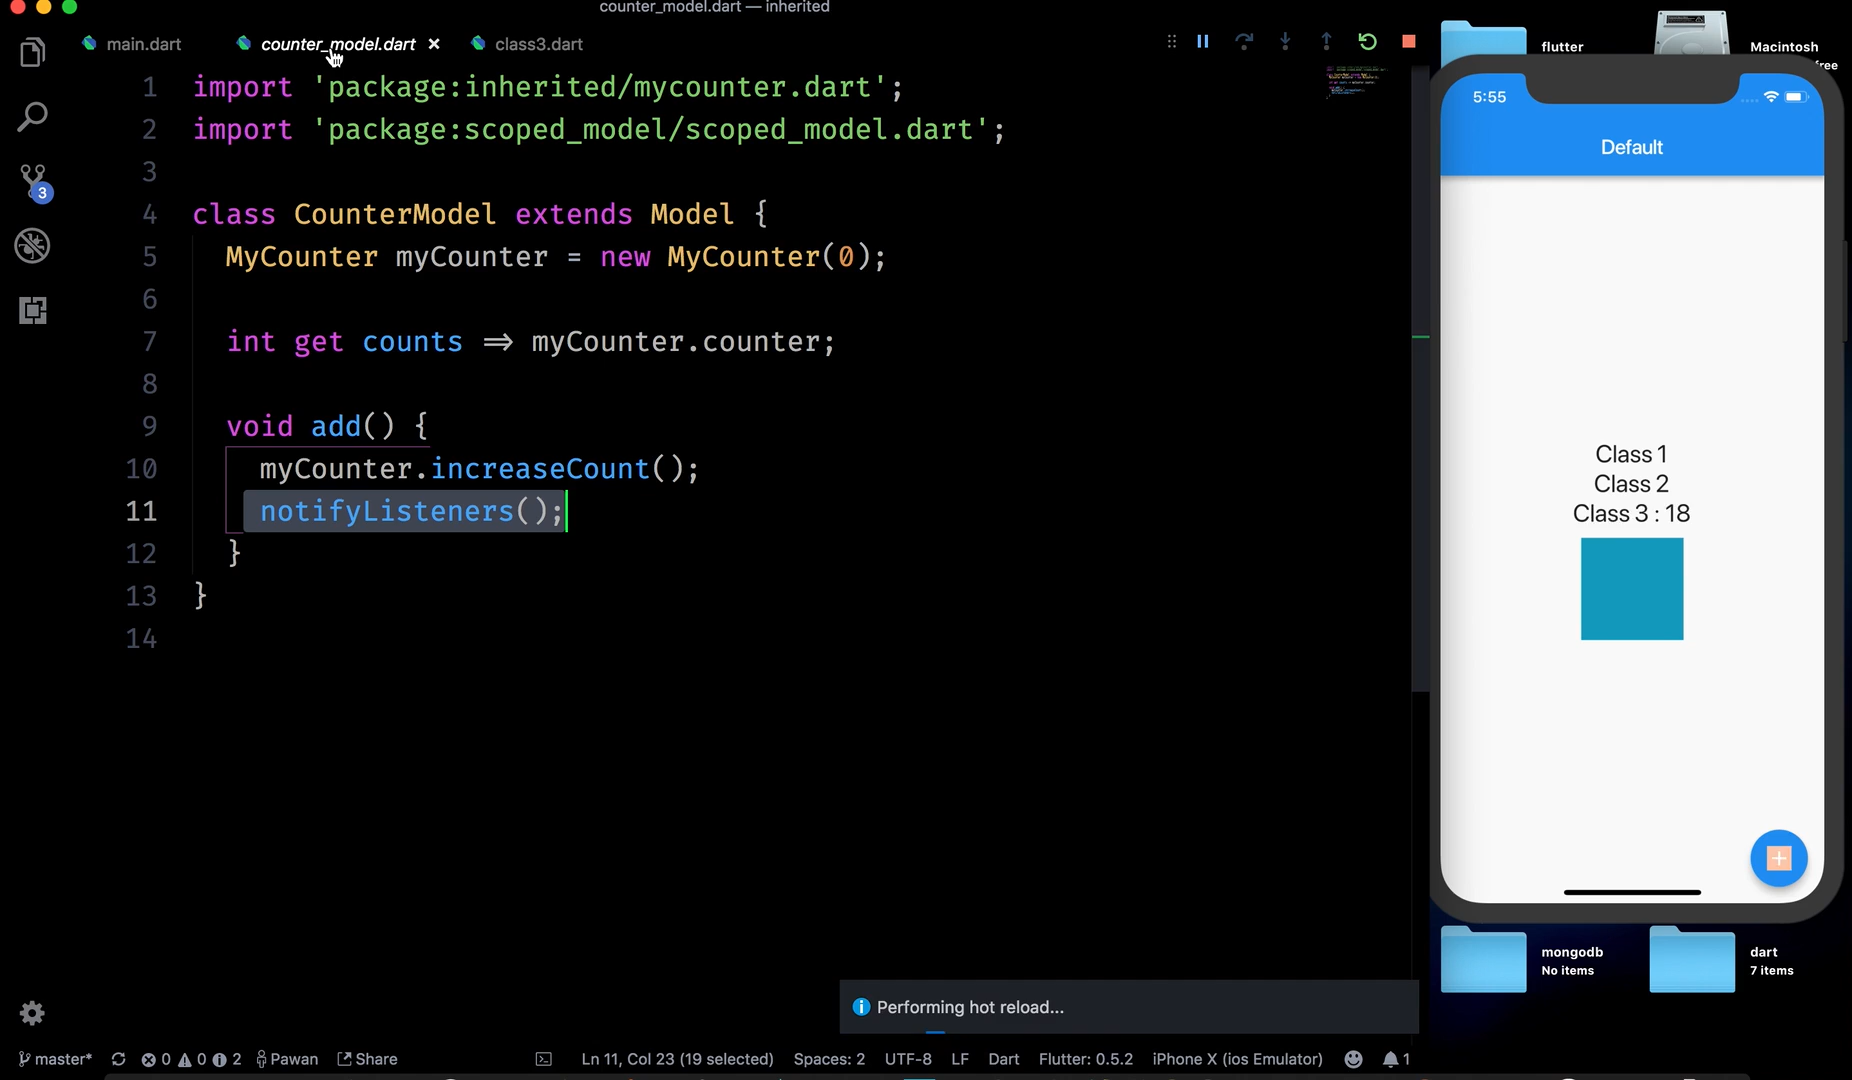 counter_model.dart — inherited
main.dart
counter_model.dart
class3.dart
1 import 'package:inherited/mycounter.dart';
2 import 'package:scoped_model/scoped_model.dart';
3
4 class CounterModel extends Model {
5 MyCounter myCounter = new MyCounter(0);
6
7 int get counts => myCounter.counter;
8
9 void add() {
10 myCounter.increaseCount();
11 notifyListeners();
12 }
13 }
14
3
Performing hot reload...
master*
0
0
2
Pawan
Share
Ln 11, Col 23 (19 selected)
Spaces: 2
UTF-8
LF
Dart
Flutter: 0.5.2
iPhone X (ios Emulator)
1
flutter
Macintosh
free
5:55
Default
Class 1
Class 2
Class 3 : 18
mongodb
No items
dart
7 items